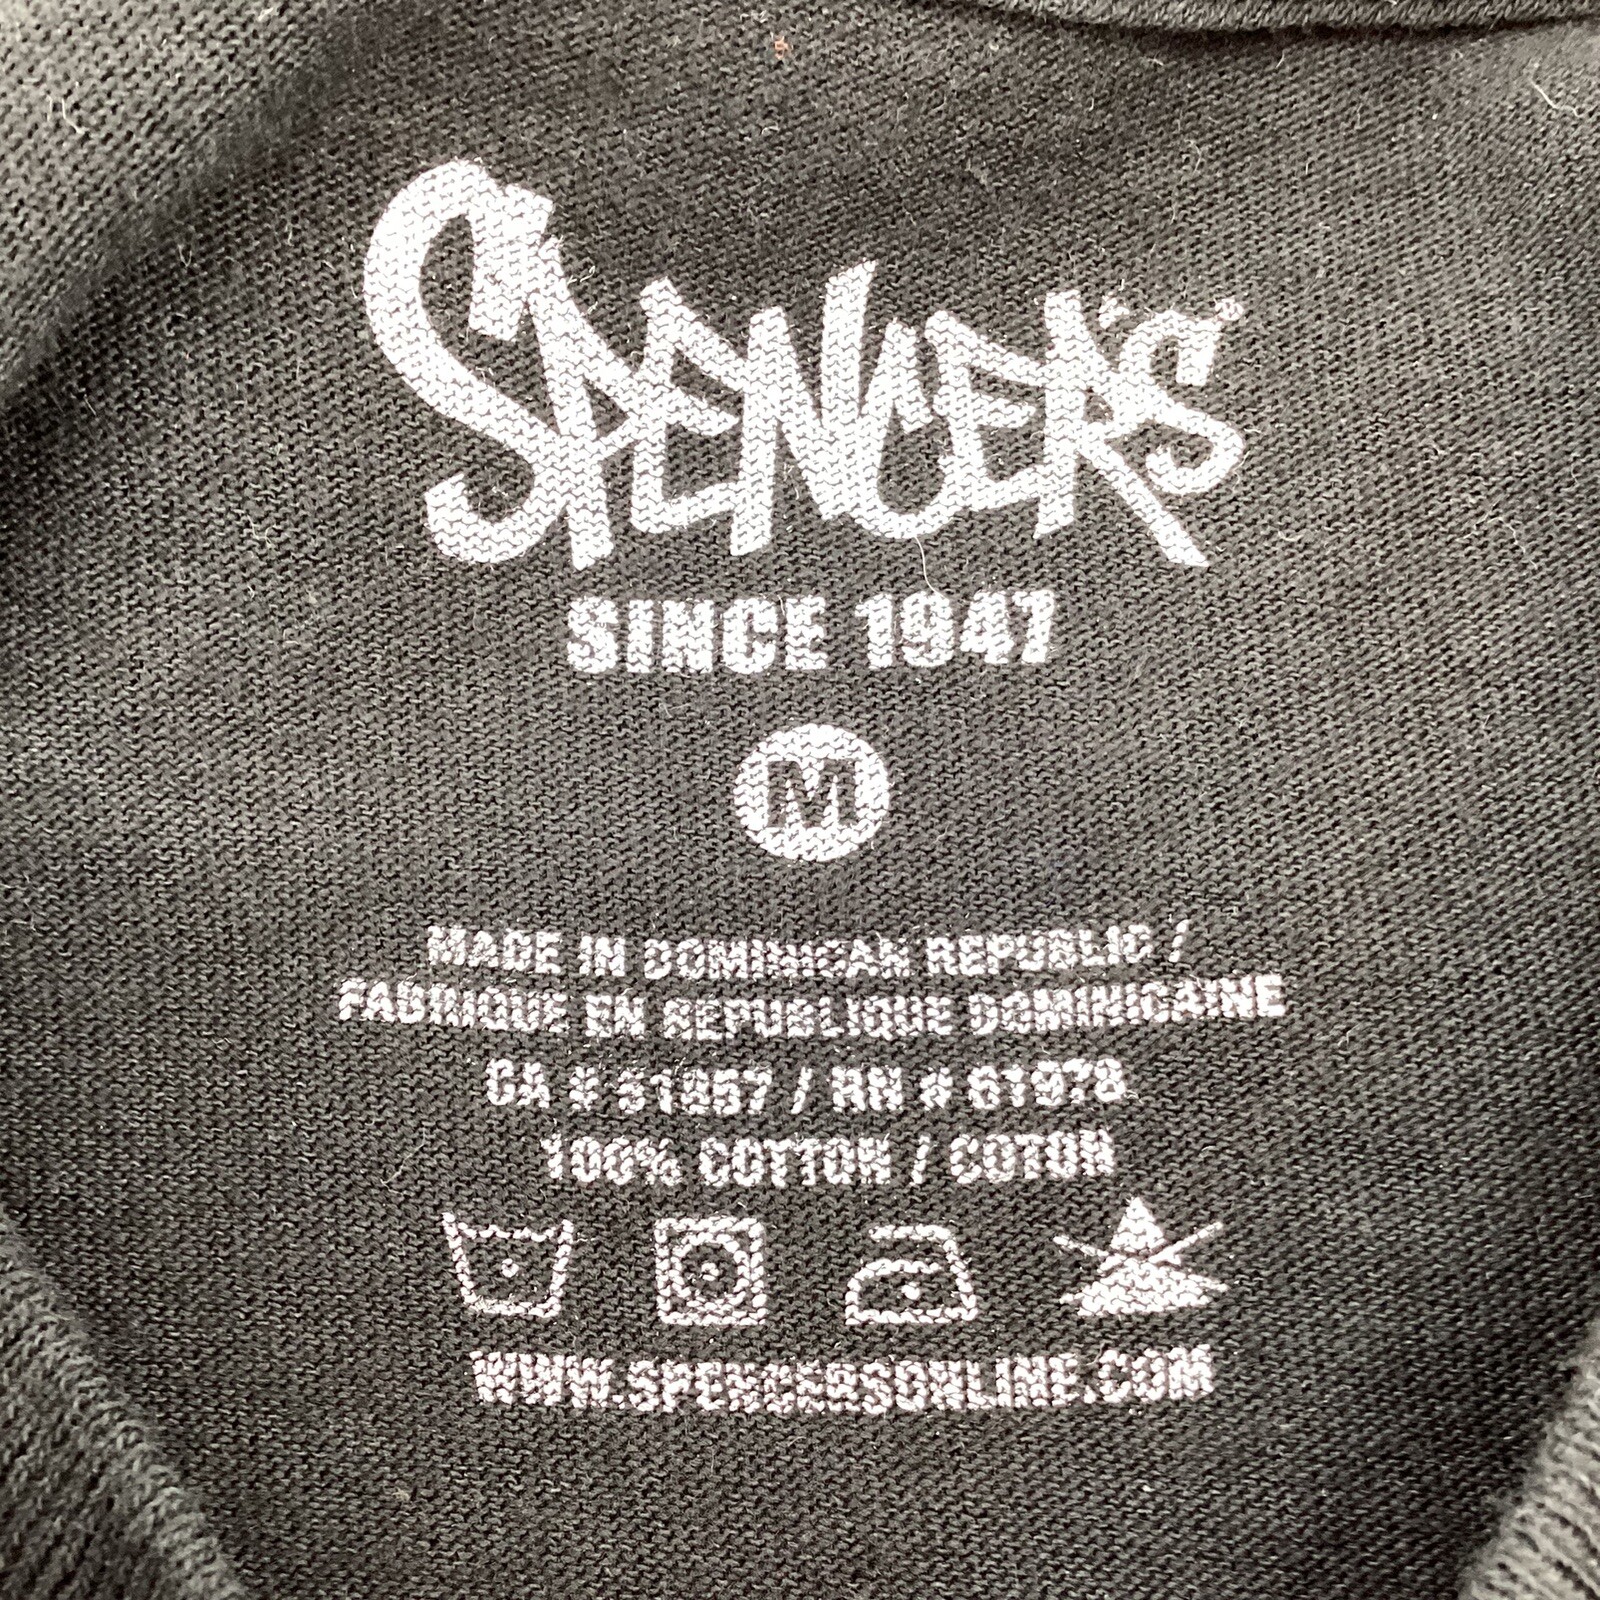 SPENCER'S®
SINCE 1947
M
MADE IN DOMINICAN REPUBLIC /
FABRIQUE EN REPUBLIQUE DOMINICAINE
CA # 51857 / RN # 61978
100% COTTON / COTON
WWW.SPENCERSONLINE.COM